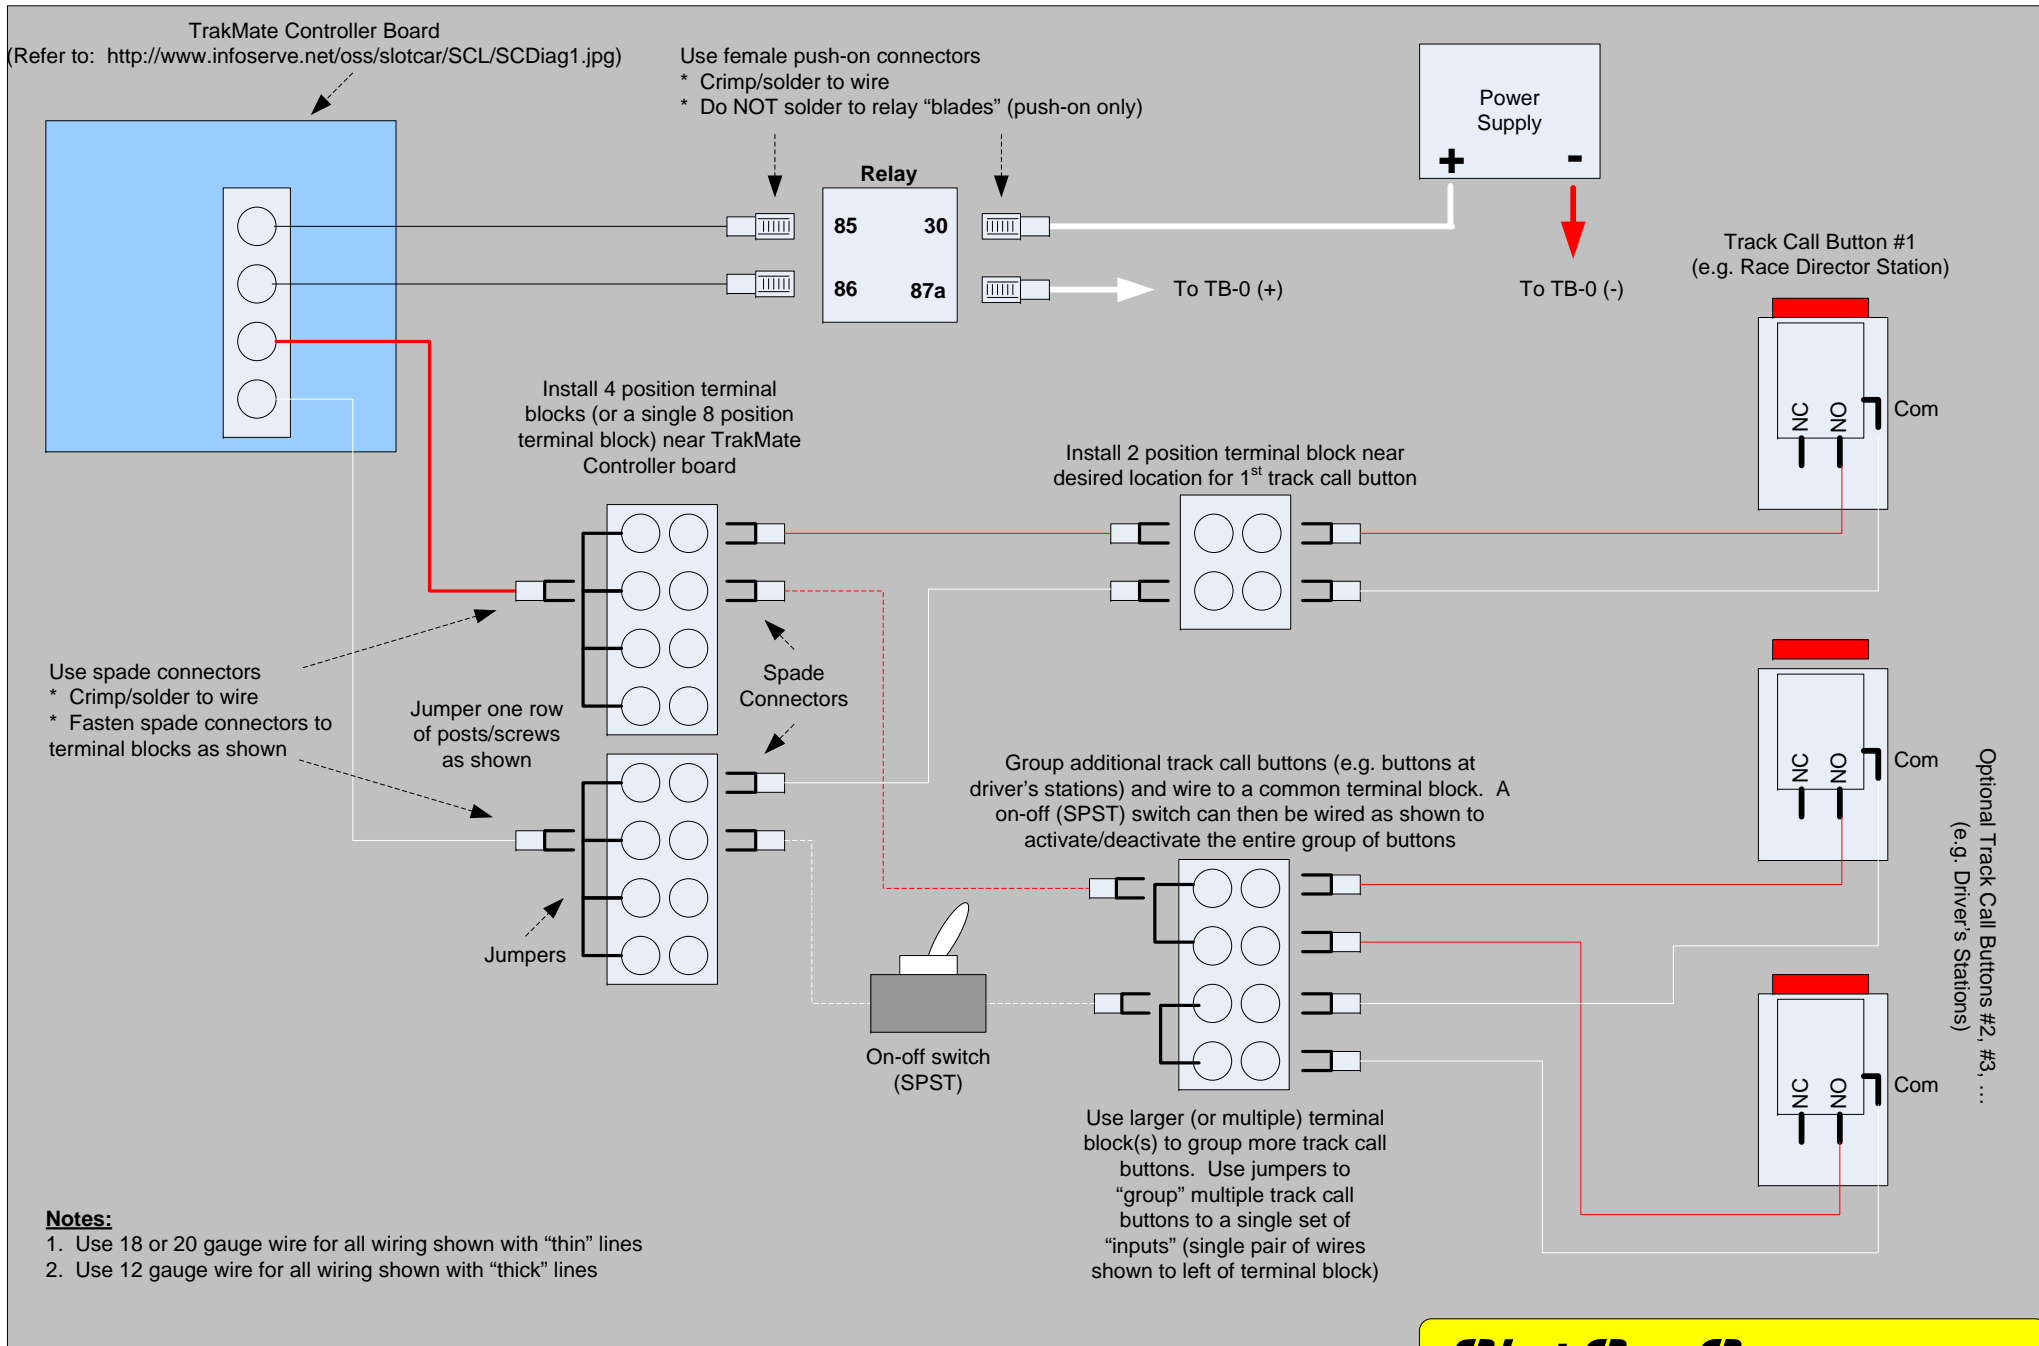 TrakMate Controller Board
(Refer to:  http://www.infoserve.net/oss/slotcar/SCL/SCDiag1.jpg)
Use female push-on connectors
*  Crimp/solder to wire
*  Do NOT solder to relay “blades” (push-on only)
Power
Supply
+ -
Relay
85 30
86 87a
To TB-0 (+)
To TB-0 (-)
Track Call Button #1
(e.g. Race Director Station)
NC NO Com
Install 4 position terminal
blocks (or a single 8 position
terminal block) near TrakMate
Controller board
Install 2 position terminal block near
desired location for 1st track call button
Use spade connectors
*  Crimp/solder to wire
*  Fasten spade connectors to
terminal blocks as shown
Jumper one row
of posts/screws
as shown
Spade
Connectors
Jumpers
Group additional track call buttons (e.g. buttons at
driver’s stations) and wire to a common terminal block.  A
on-off (SPST) switch can then be wired as shown to
activate/deactivate the entire group of buttons
NC NO Com
Optional Track Call Buttons #2, #3, …
(e.g. Driver’s Stations)
On-off switch
(SPST)
NC NO Com
Use larger (or multiple) terminal
block(s) to group more track call
buttons.  Use jumpers to
“group” multiple track call
buttons to a single set of
“inputs” (single pair of wires
shown to left of terminal block)
Notes:
1.  Use 18 or 20 gauge wire for all wiring shown with “thin” lines
2.  Use 12 gauge wire for all wiring shown with “thick” lines